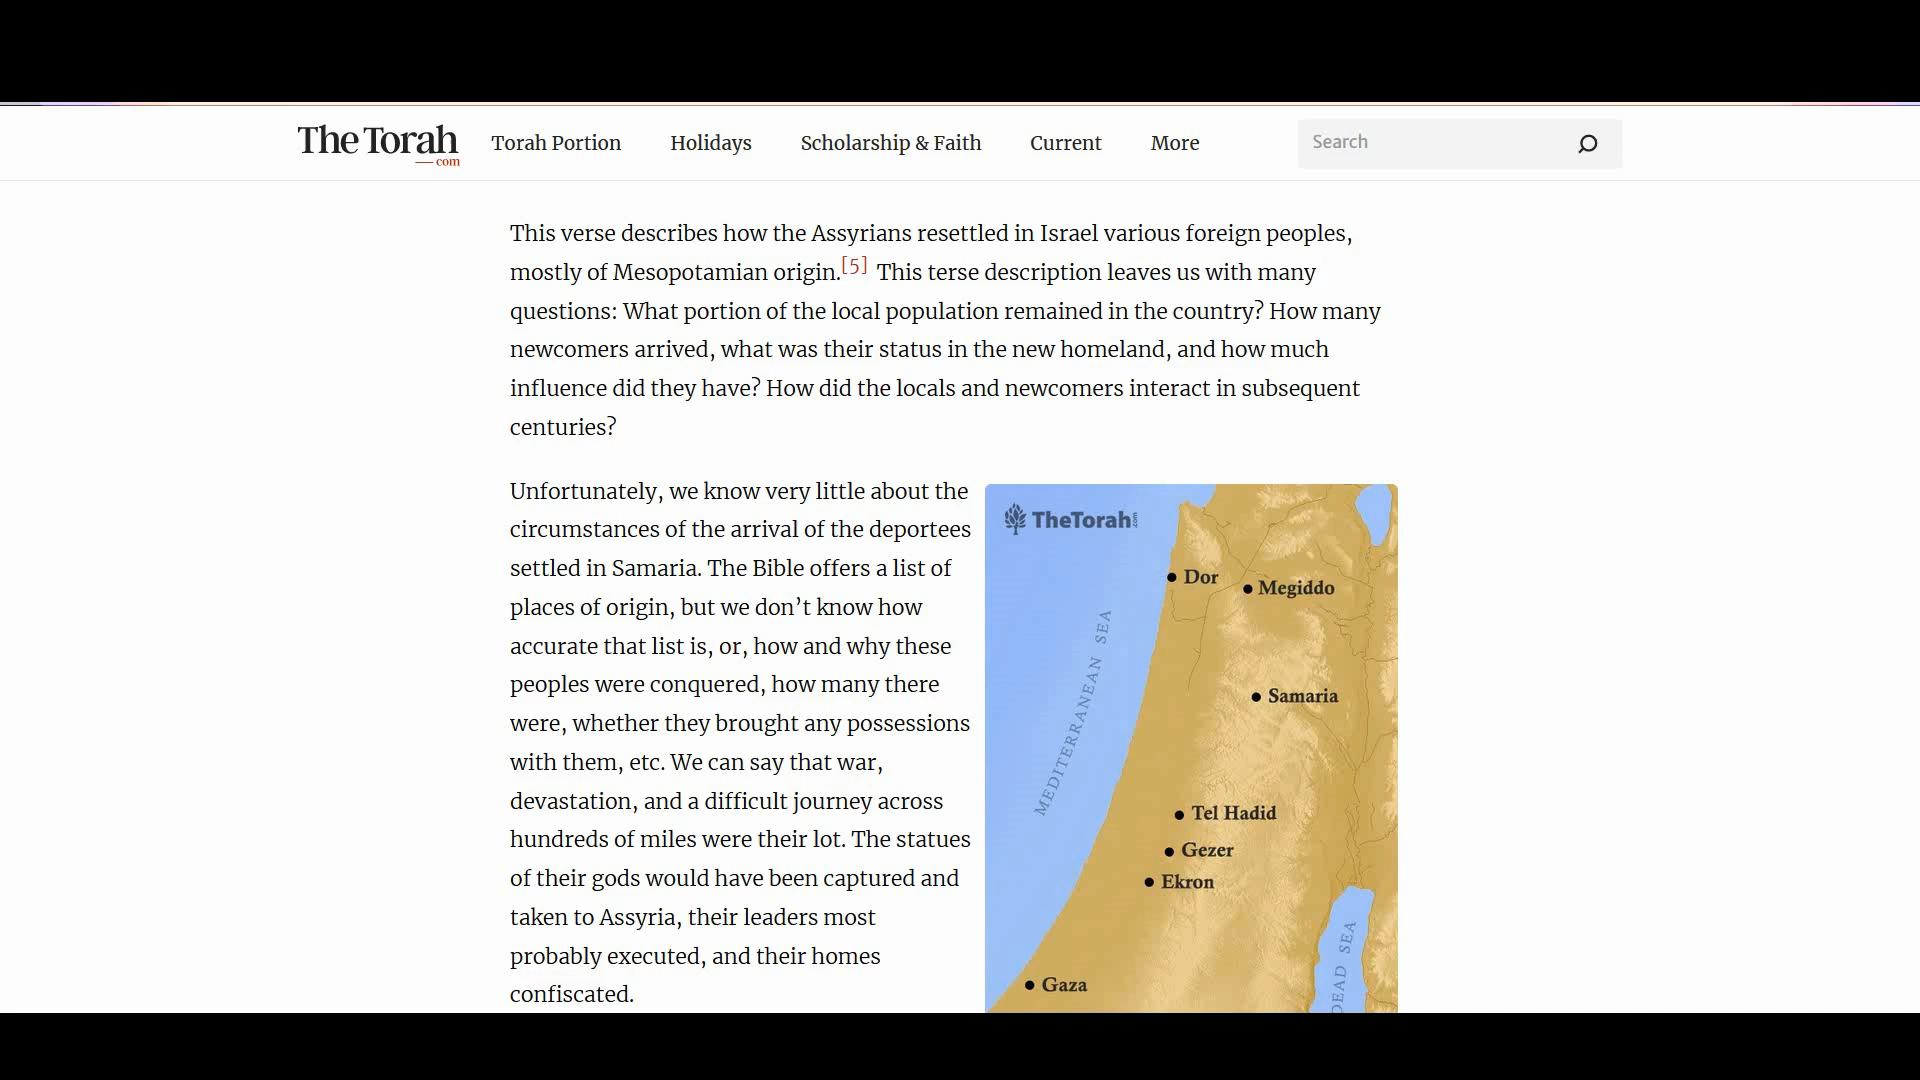 The Torah
com
Torah Portion
Holidays
Scholarship & Faith
Current
More
Search
This verse describes how the Assyrians resettled in Israel various foreign peoples,
mostly of Mesopotamian origin.[5] This terse description leaves us with many
questions: What portion of the local population remained in the country? How many
newcomers arrived, what was their status in the new homeland, and how much
influence did they have? How did the locals and newcomers interact in subsequent
centuries?
Unfortunately, we know very little about the
circumstances of the arrival of the deportees
settled in Samaria. The Bible offers a list of
places of origin, but we don’t know how
accurate that list is, or, how and why these
peoples were conquered, how many there
were, whether they brought any possessions
with them, etc. We can say that war,
devastation, and a difficult journey across
hundreds of miles were their lot. The statues
of their gods would have been captured and
taken to Assyria, their leaders most
probably executed, and their homes
confiscated.
TheTorah.com
Dor
Megiddo
MEDITERRANEAN SEA
Samaria
Tel Hadid
Gezer
Ekron
DEAD SEA
Gaza